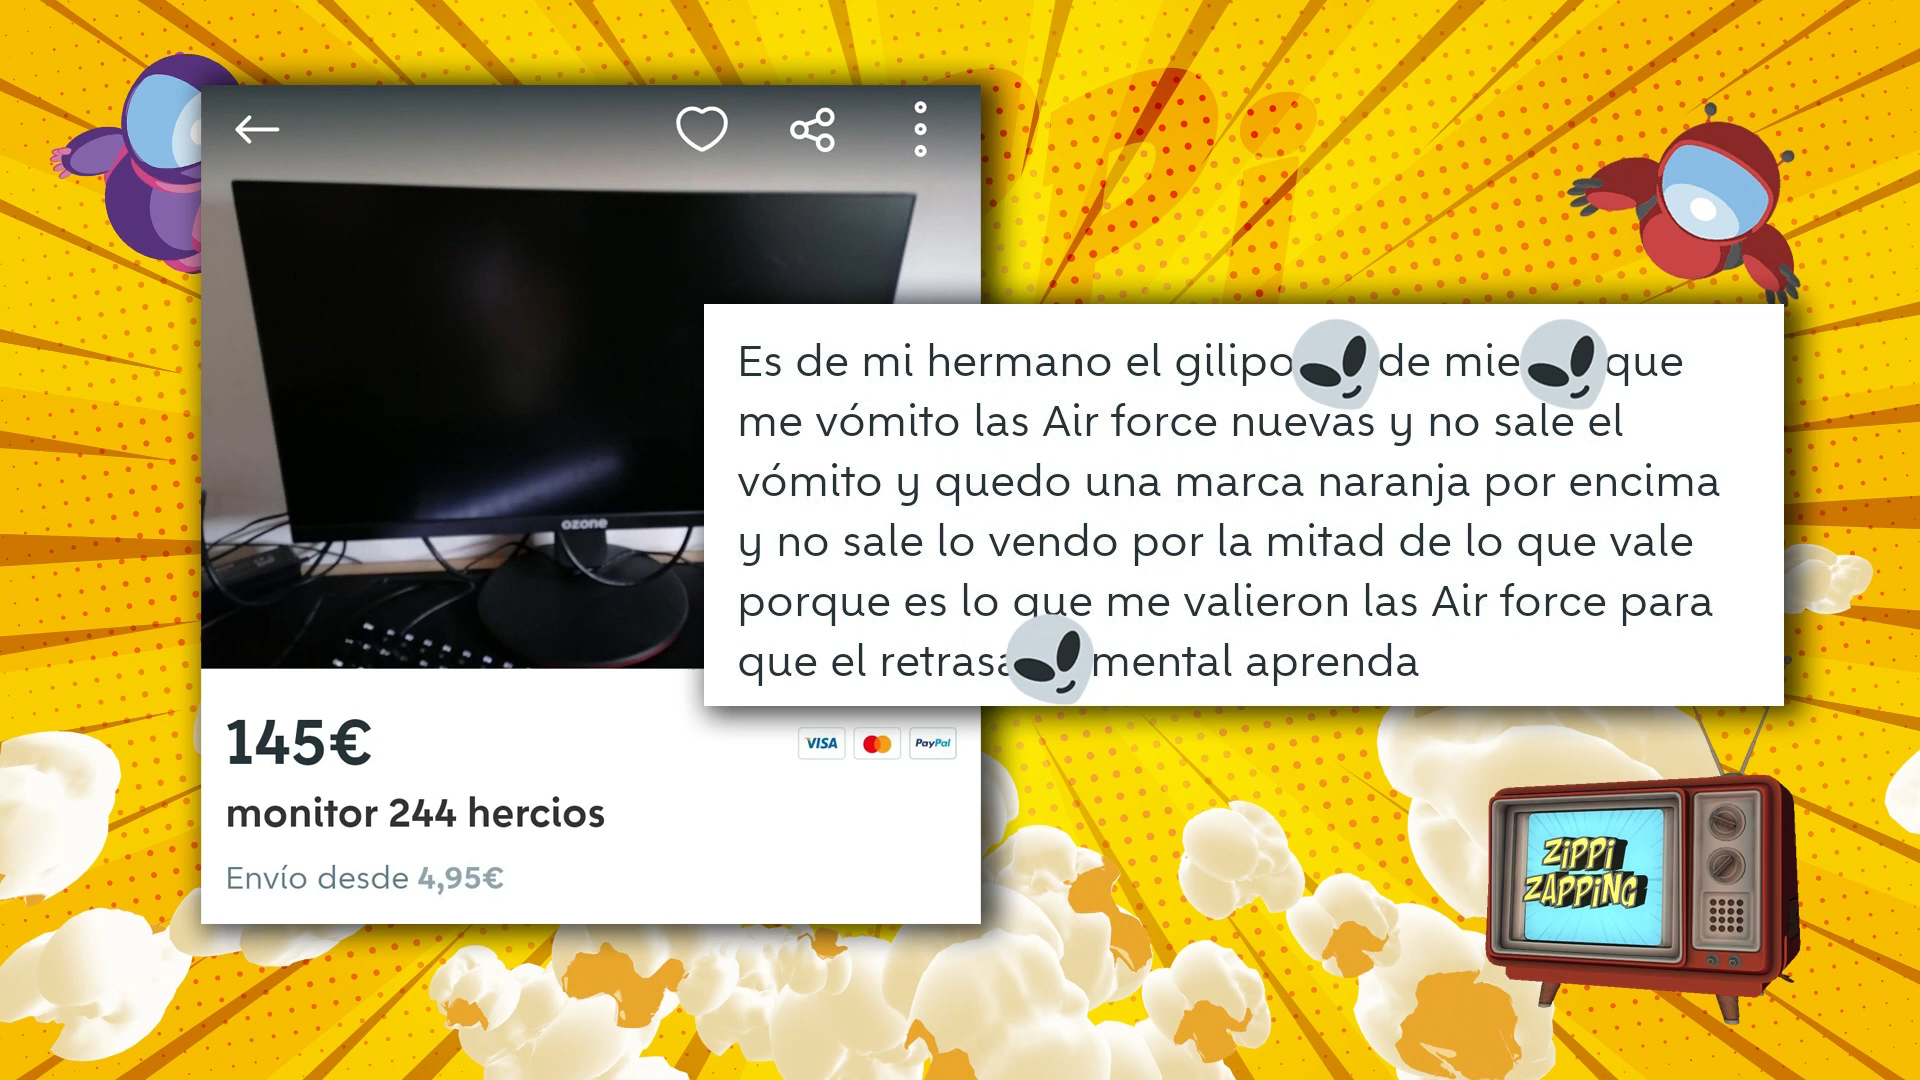 Pi
ozone
Es de mi hermano el gilipo de mie que
me vómito las Air force nuevas y no sale el
vómito y quedo una marca naranja por encima
y no sale lo vendo por la mitad de lo que vale
porque es lo que me valieron las Air force para
que el retrasa mental aprenda
145€
VISA
PayPal
monitor 244 hercios
Envío desde 4,95€
ZiPPi
ZAPPiNG